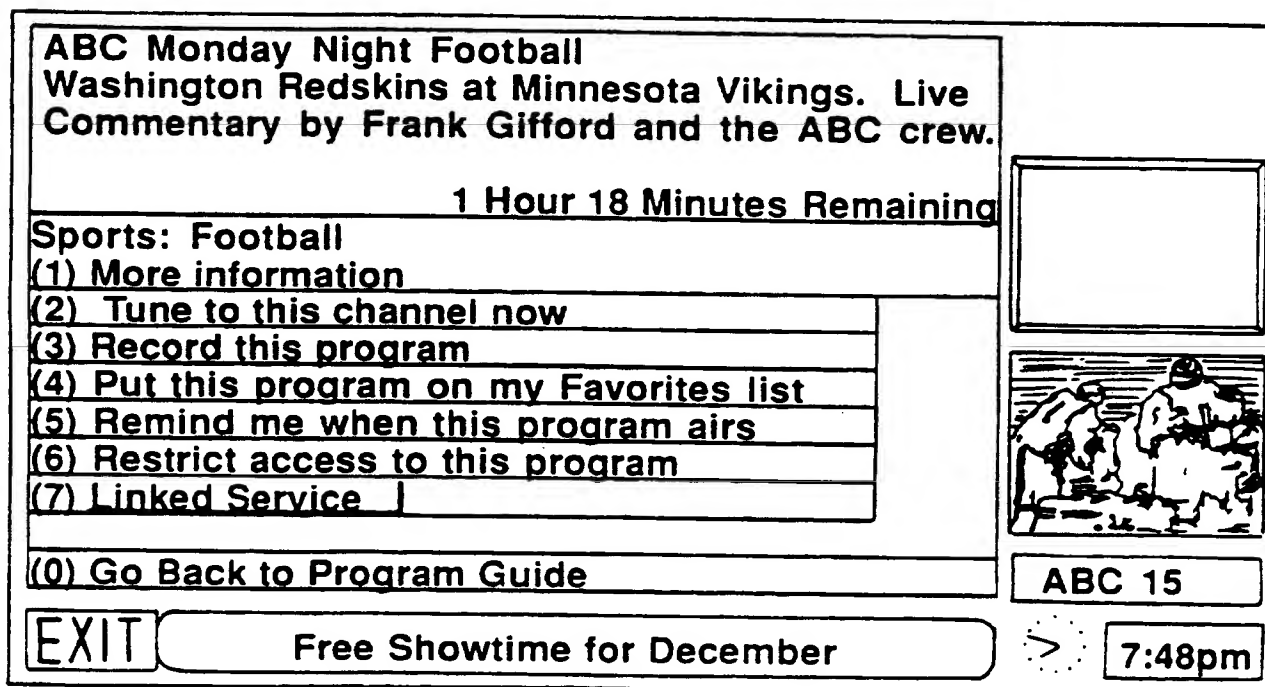 ABC Monday Night Football
Washington Redskins at Minnesota Vikings. Live
Commentary by Frank Gifford and the ABC crew.
1 Hour 18 Minutes Remaining
Sports: Football
(1) More information
(2) Tune to this channel now
(3) Record this program
(4) Put this program on my Favorites list
(5) Remind me when this program airs
(6) Restrict access to this program
(7) Linked Service
(0) Go Back to Program Guide
ABC 15
EXIT
Free Showtime for December
7:48pm